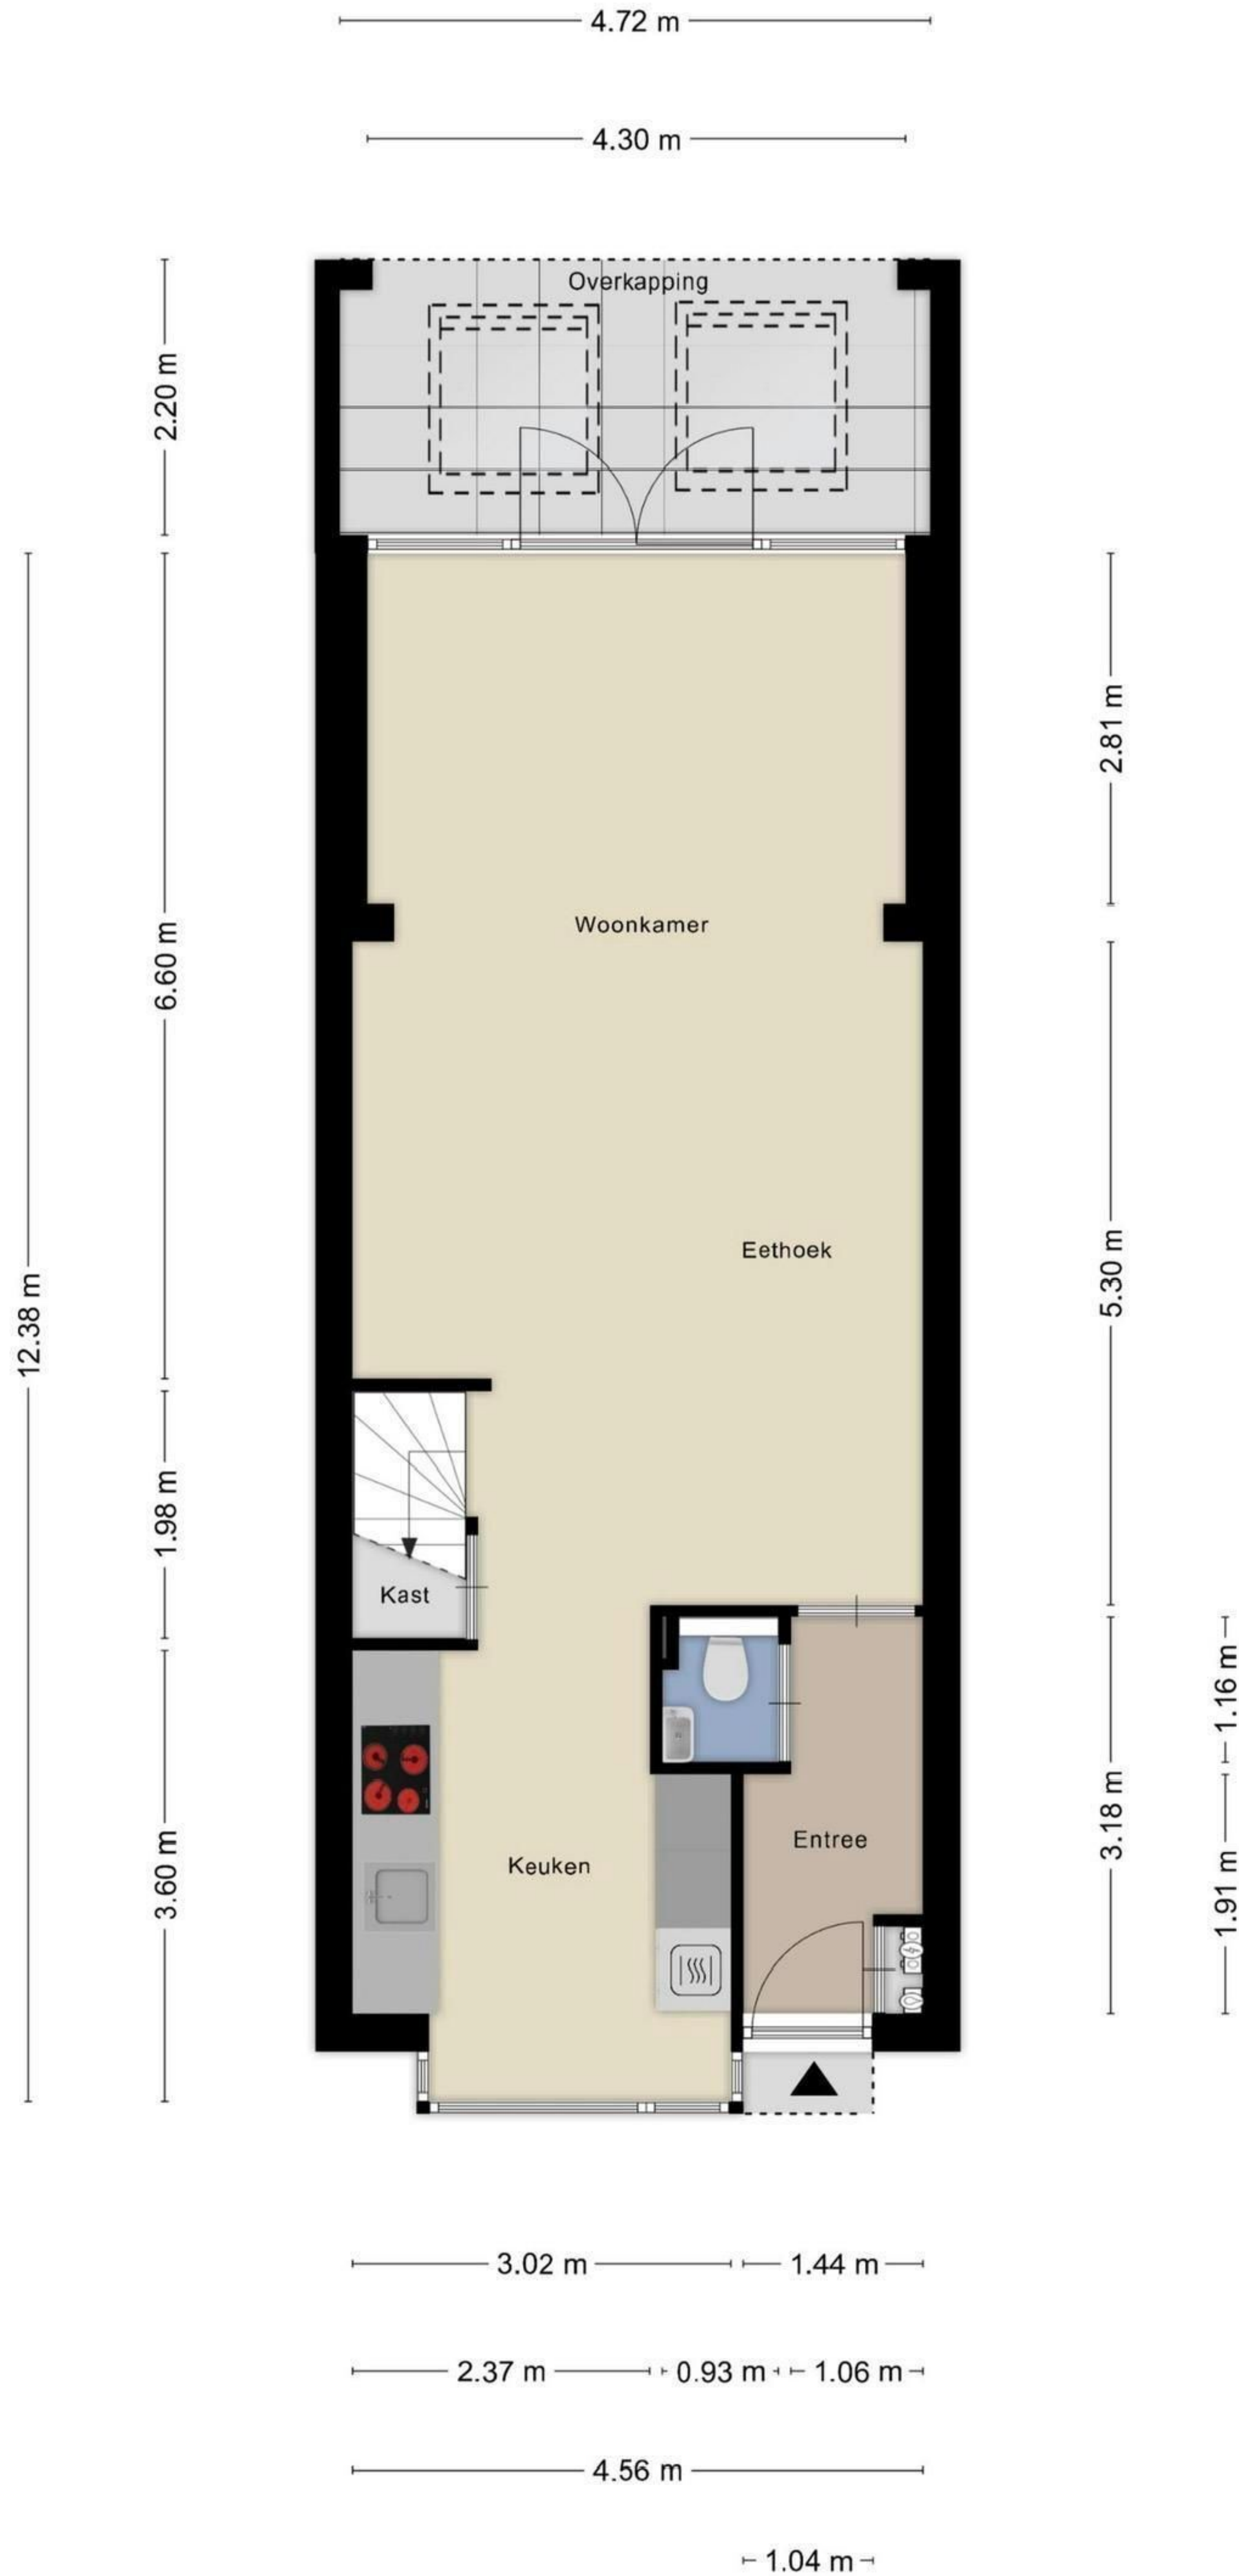 4.72 m
4.30 m
Overkapping
2.20 m
2.81 m
Woonkamer
6.60 m
Eethoek
5.30 m
12.38 m
1.98 m
Kast
1.16 m
3.18 m
Entree
Keuken
3.60 m
1.91 m
3.02 m
1.44 m
2.37 m
0.93 m
1.06 m
4.56 m
1.04 m